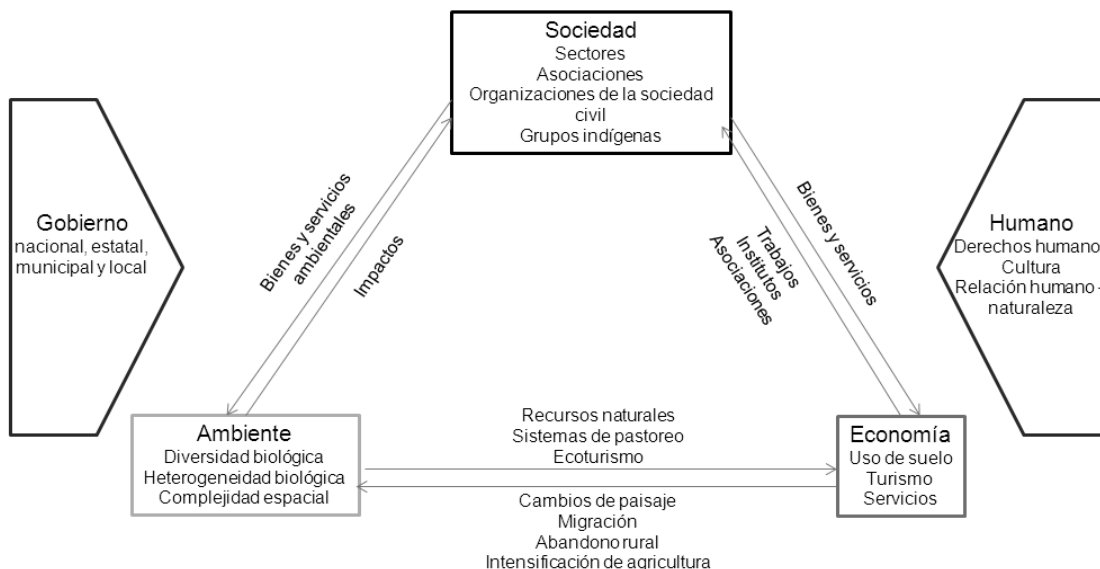 Sociedad
Sectores
Asociaciones
Organizaciones de la sociedad
civil
Grupos indígenas
Gobierno
nacional, estatal,
municipal y local
Bienes y servicios
ambientales
Impactos
Bienes y servicios
Trabajos
Institutos
Asociaciones
Humano
Derechos humano
Cultura
Relación humano -
naturaleza
Ambiente
Diversidad biológica
Heterogeneidad biológica
Complejidad espacial
Recursos naturales
Sistemas de pastoreo
Ecoturismo
Cambios de paisaje
Migración
Abandono rural
Intensificación de agricultura
Economía
Uso de suelo
Turismo
Servicios